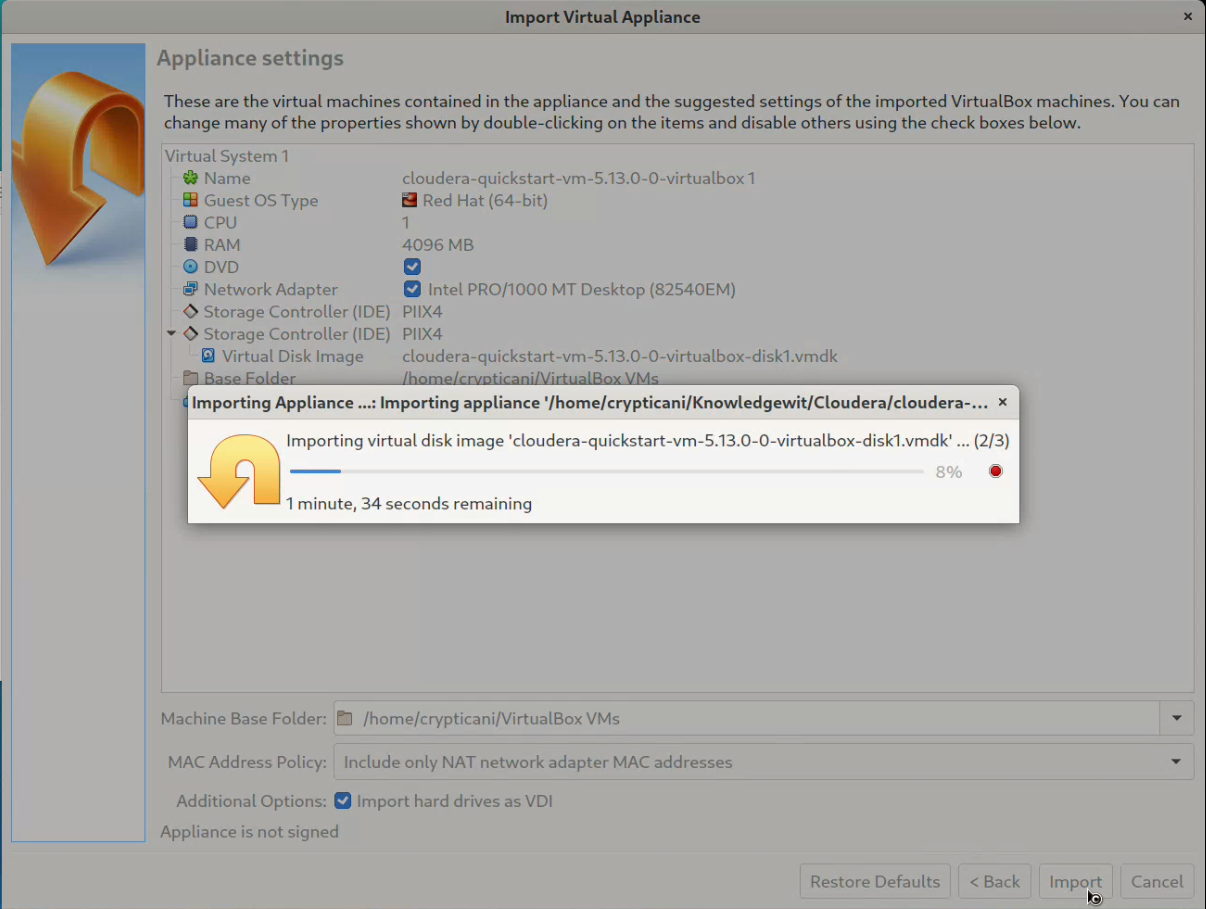 Import Virtual Appliance
Appliance settings
These are the virtual machines contained in the appliance and the suggested settings of the imported VirtualBox machines. You can
change many of the properties shown by double-clicking on the items and disable others using the check boxes below.
Virtual System 1
Name cloudera-quickstart-vm-5.13.0-0-virtualbox 1
Guest OS Type Red Hat (64-bit)
CPU 1
RAM 4096 MB
DVD
Network Adapter Intel PRO/1000 MT Desktop (82540EM)
Storage Controller (IDE) PIIX4
Storage Controller (IDE) PIIX4
Virtual Disk Image cloudera-quickstart-vm-5.13.0-0-virtualbox-disk1.vmdk
Base Folder /home/crypticani/VirtualBox VMs
Importing Appliance ...: Importing appliance '/home/crypticani/Knowledgewit/Cloudera/cloudera-...
Importing virtual disk image 'cloudera-quickstart-vm-5.13.0-0-virtualbox-disk1.vmdk' ... (2/3)
8%
1 minute, 34 seconds remaining
Machine Base Folder: /home/crypticani/VirtualBox VMs
MAC Address Policy: Include only NAT network adapter MAC addresses
Additional Options: Import hard drives as VDI
Appliance is not signed
Restore Defaults < Back Import Cancel